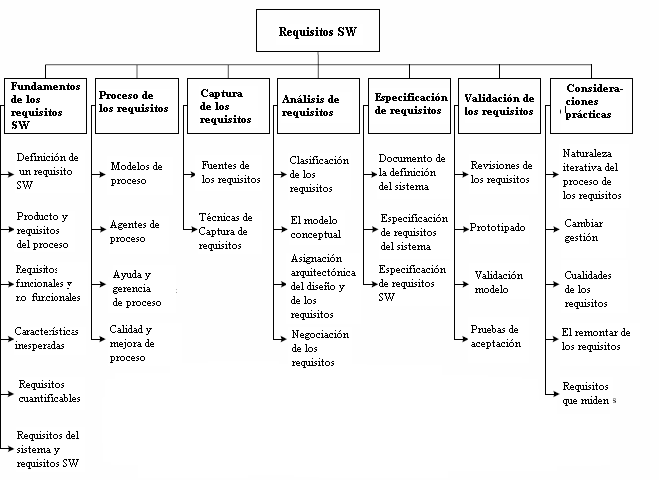 Requisitos SW
Fundamentos
de los
requisitos
SW
Definición de
un requisito
SW
Producto y
requisitos
del proceso
Requisitos
funcionales y
no funcionales
Características
inesperadas
Requisitos
cuantificables
Requisitos del
sistema y
requisitos SW
Proceso de
los requisitos
Modelos de
proceso
Agentes de
proceso
Ayuda y
gerencia
de proceso
Calidad y
mejora de
proceso
Captura
de los
requisitos
Fuentes de
los requisitos
Técnicas de
Captura de
requisitos
Análisis de
requisitos
Clasificación
de los
requisitos
El modelo
conceptual
Asignación
arquitectónica
del diseño y
de los
requisitos
Negociación
de los
requisitos
Especificación
de requisitos
Documento de
la definición
del sistema
Especificación
de requisitos
del sistema
Especificación
de requisitos
SW
Validación de
los requisitos
Revisiones de
los requisitos
Prototipado
Validación
modelo
Pruebas de
aceptación
Considera-
ciones
prácticas
Naturaleza
iterativa del
proceso de
los requisitos
Cambiar
gestión
Cualidades
de los
requisitos
El remontar de
los requisitos
Requisitos
que miden s